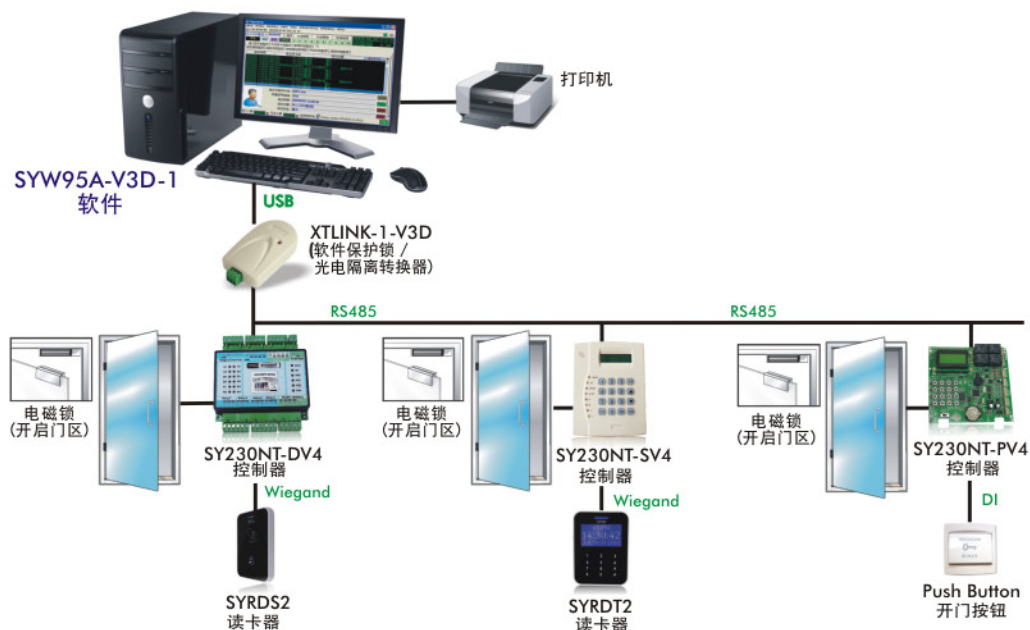 打印机
SYW95A-V3D-1
软件
USB
XTLINK-1-V3D
(软件保护锁 /
光电隔离转换器)
RS485
RS485
电磁锁
(开启门区)
SY230NT-DV4
控制器
电磁锁
(开启门区)
SY230NT-SV4
控制器
电磁锁
(开启门区)
SY230NT-PV4
控制器
Wiegand
Wiegand
DI
14:30:42
SYRDS2
读卡器
SYRDT2
读卡器
Push Button
开门按钮